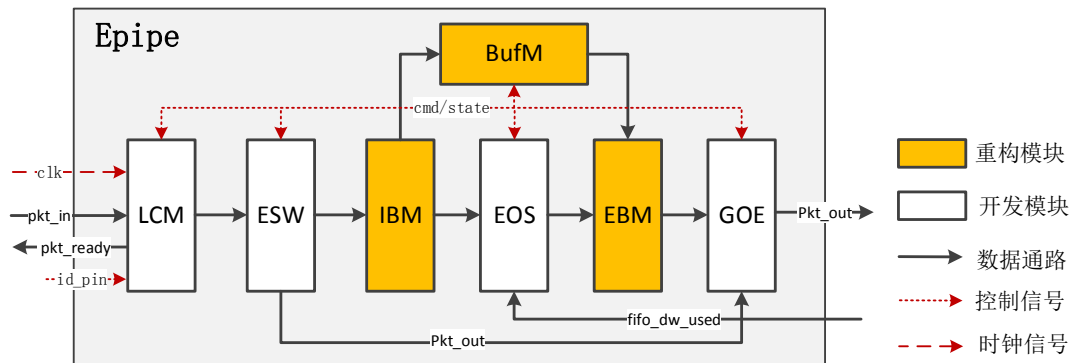 Epipe
BufM
cmd/state
clk
pkt_in
pkt_ready
id_pin
LCM
ESW
IBM
EOS
EBM
GOE
Pkt_out
fifo_dw_used
Pkt_out
重构模块
开发模块
数据通路
控制信号
时钟信号